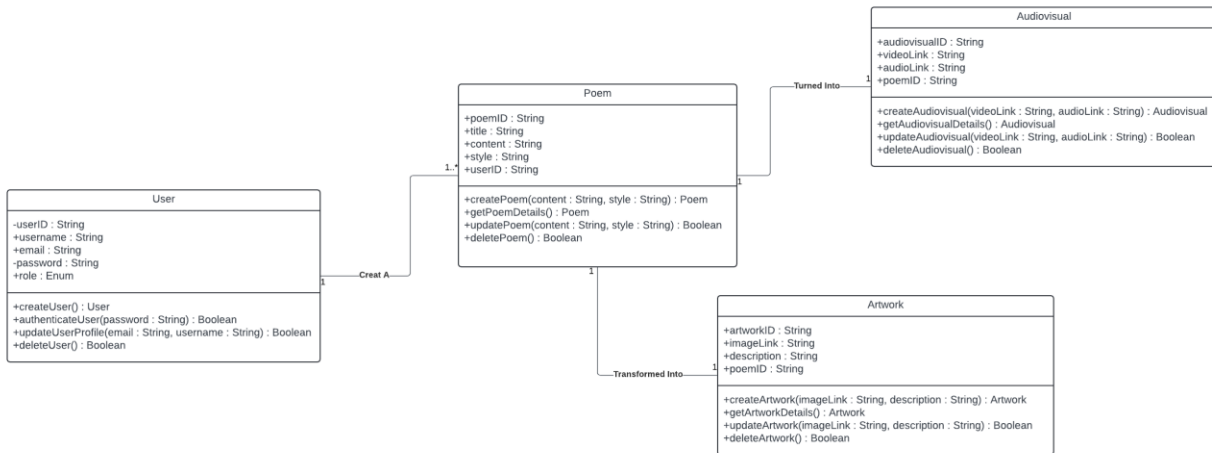 User
-userID : String
+username : String
+email : String
-password : String
+role : Enum
+createUser() : User
+authenticateUser(password : String) : Boolean
+updateUserProfile(email : String, username : String) : Boolean
+deleteUser() : Boolean
1
Creat A
1..*
Poem
+poemID : String
+title : String
+content : String
+style : String
+userID : String
+createPoem(content : String, style : String) : Poem
+getPoemDetails() : Poem
+updatePoem(content : String, style : String) : Boolean
+deletePoem() : Boolean
1
Turned Into
1
Audiovisual
+audiovisualID : String
+videoLink : String
+audioLink : String
+poemID : String
+createAudiovisual(videoLink : String, audioLink : String) : Audiovisual
+getAudiovisualDetails() : Audiovisual
+updateAudiovisual(videoLink : String, audioLink : String) : Boolean
+deleteAudiovisual() : Boolean
1
Transformed Into
1
Artwork
+artworkID : String
+imageLink : String
+description : String
+poemID : String
+createArtwork(imageLink : String, description : String) : Artwork
+getArtworkDetails() : Artwork
+updateArtwork(imageLink : String, description : String) : Boolean
+deleteArtwork() : Boolean